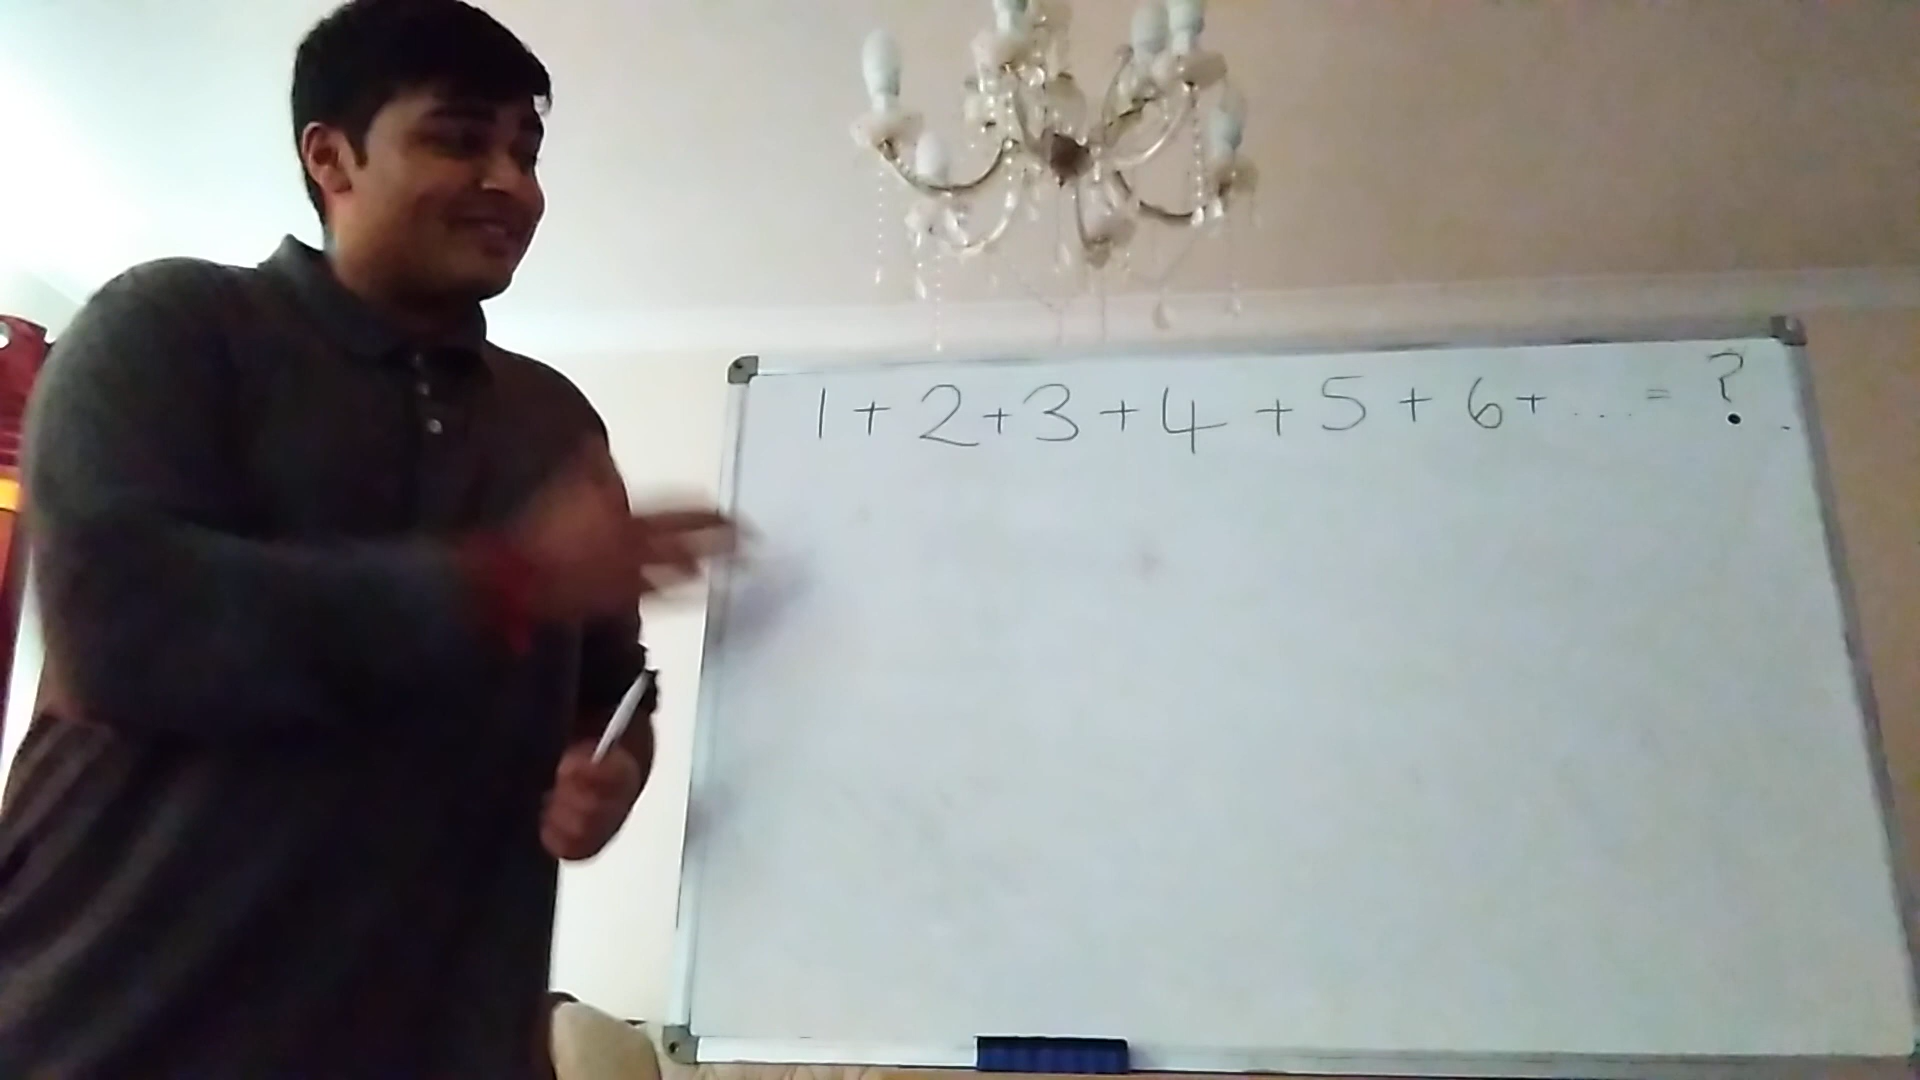 1 + 2 + 3 + 4 + 5 + 6 + ... = ?